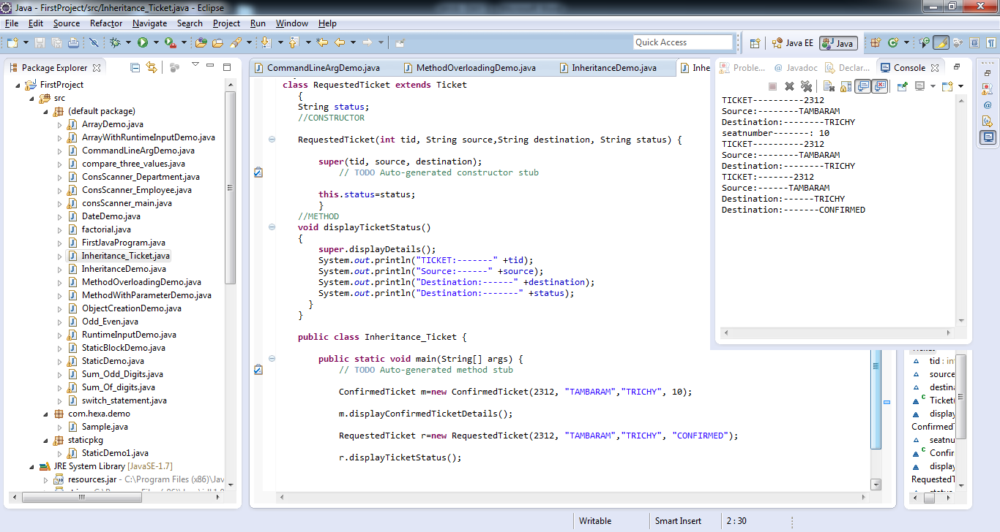 Java - FirstProject/src/Inheritance_Ticket.java - Eclipse
File Edit Source Refactor Navigate Search Project Run Window Help
Quick Access
Java EE
Java
Package Explorer
FirstProject
src
(default package)
ArrayDemo.java
ArrayWithRuntimeInputDemo.java
CommandLineArgDemo.java
compare_three_values.java
ConsScanner_Department.java
ConsScanner_Employee.java
consScanner_main.java
DateDemo.java
factorial.java
FirstJavaProgram.java
Inheritance_Ticket.java
InheritanceDemo.java
MethodOverloadingDemo.java
MethodWithParameterDemo.java
ObjectCreationDemo.java
Odd_Even.java
RuntimeInputDemo.java
StaticBlockDemo.java
StaticDemo.java
Sum_Odd_Digits.java
Sum_Of_digits.java
switch_statement.java
com.hexa.demo
Sample.java
staticpkg
StaticDemo1.java
JRE System Library [JavaSE-1.7]
resources.jar - C:\Program Files (x86)\Jav
CommandLineArgDemo.java MethodOverloadingDemo.java InheritanceDemo.java Inhe
class RequestedTicket extends Ticket
{
String status;
//CONSTRUCTOR
RequestedTicket(int tid, String source,String destination, String status) {
super(tid, source, destination);
// TODO Auto-generated constructor stub
this.status=status;
}
//METHOD
void displayTicketStatus()
{
super.displayDetails();
System.out.println("TICKET:-------" +tid);
System.out.println("Source:------" +source);
System.out.println("Destination:------" +destination);
System.out.println("Destination:-------" +status);
}
}
public class Inheritance_Ticket {
public static void main(String[] args) {
// TODO Auto-generated method stub
ConfirmedTicket m=new ConfirmedTicket(2312, "TAMBARAM","TRICHY", 10);
m.displayConfirmedTicketDetails();
RequestedTicket r=new RequestedTicket(2312, "TAMBARAM","TRICHY", "CONFIRMED");
r.displayTicketStatus();
Proble... Javadoc Declar... Console
TICKET----------2312
Source:--------TAMBARAM
Destination:--------TRICHY
seatnumber-------: 10
TICKET----------2312
Source:--------TAMBARAM
Destination:--------TRICHY
TICKET:-------2312
Source:------TAMBARAM
Destination:------TRICHY
Destination:-------CONFIRMED
tid : in
source
destina
Ticket(
display
ConfirmedT
seatnu
Confir
display
RequestedT
Writable Smart Insert 2 : 30